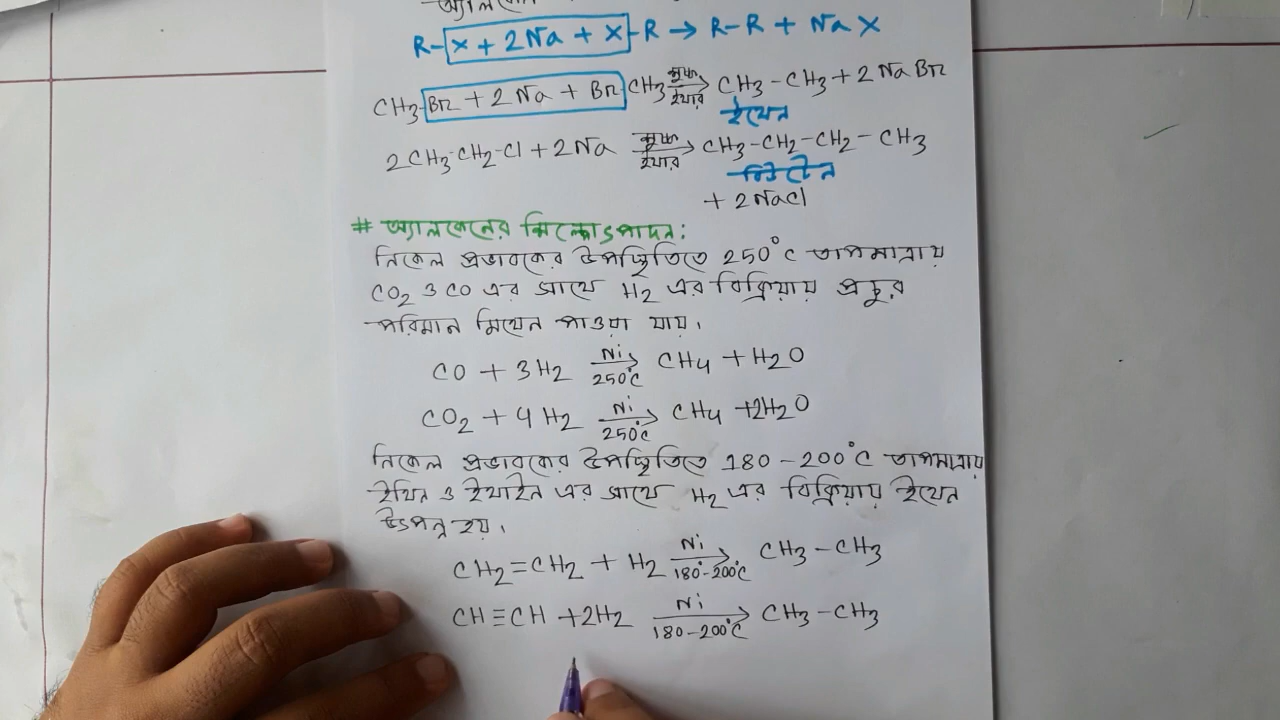 R-X + 2Na + X-R → R-R + NaX
CH3-Br + 2Na + Br CH3 শুষ্ক ইথার → CH3-CH3 + 2NaBr
ইথেন
2CH3-CH2-Cl + 2Na শুষ্ক ইথার → CH3-CH2-CH2-CH3
বিউটেন
+ 2NaCl
# অ্যালকেনের শিল্পোৎপাদন:
নিকেল প্রভাবকের উপস্থিতিতে 250°C তাপমাত্রায়
CO2 ও CO এর সাথে H2 এর বিক্রিয়ায় প্রচুর
পরিমান মিথেন পাওয়া যায়।
CO + 3H2 Ni → 250°C CH4 + H2O
CO2 + 4H2 Ni → 250°C CH4 + 2H2O
নিকেল প্রভাবকের উপস্থিতিতে 180-200°C তাপমাত্রায়
ইথিন ও ইথাইন এর সাথে H2 এর বিক্রিয়ায় ইথেন
উৎপন্ন হয়।
CH2=CH2 + H2 Ni → 180-200°C CH3-CH3
CH≡CH + 2H2 Ni → 180-200°C CH3-CH3